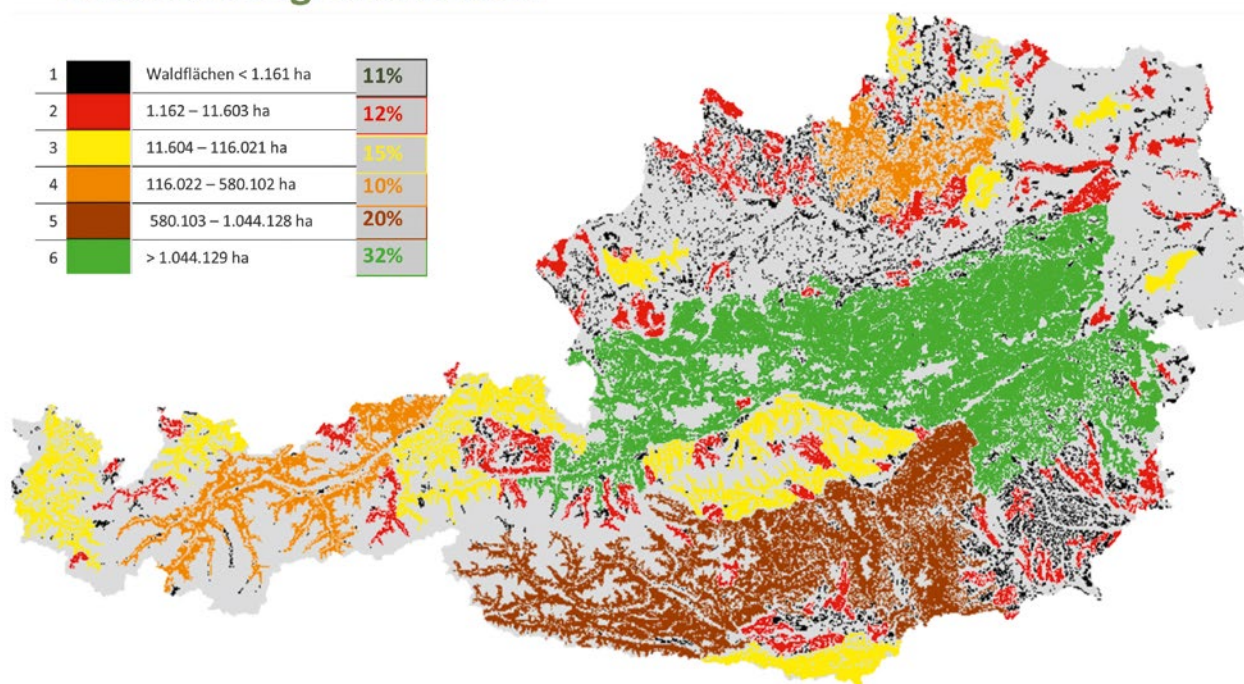 1 Waldflächen < 1.161 ha 11%
2 1.162 – 11.603 ha 12%
3 11.604 – 116.021 ha 15%
4 116.022 – 580.102 ha 10%
5 580.103 – 1.044.128 ha 20%
6 > 1.044.129 ha 32%